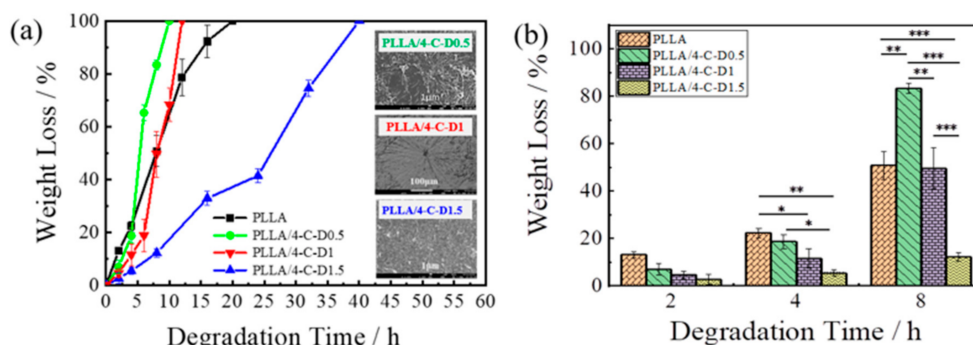 (a)
Weight Loss / %
100
80
60
40
20
0
0 5 10 15 20 25 30 35 40 45 50 55 60
Degradation Time / h
PLLA
PLLA/4-C-D0.5
PLLA/4-C-D1
PLLA/4-C-D1.5
PLLA/4-C-D0.5
1μm
PLLA/4-C-D1
100μm
PLLA/4-C-D1.5
1μm
(b)
Weight Loss / %
100
80
60
40
20
0
2 4 8
Degradation Time / h
PLLA
PLLA/4-C-D0.5
PLLA/4-C-D1
PLLA/4-C-D1.5
**
*
*
***
** ***
**
***